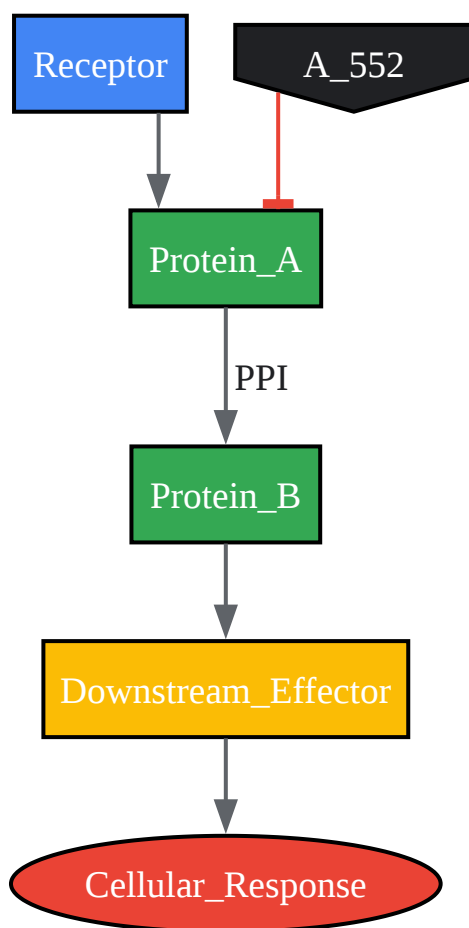 Receptor
A_552
Protein_A
PPI
Protein_B
Downstream_Effector
Cellular_Response